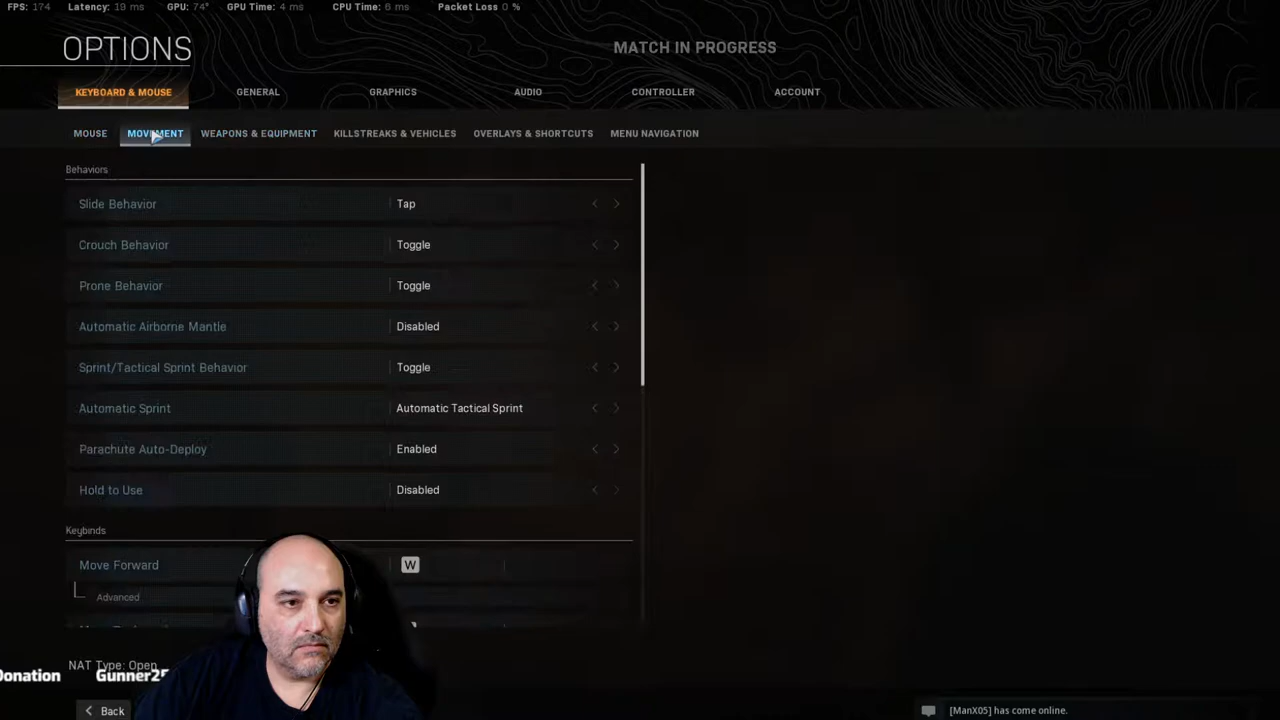 FPS: 174 Latency: 19 ms GPU: 74° GPU Time: 4 ms CPU Time: 6 ms Packet Loss 0 %
OPTIONS
MATCH IN PROGRESS
KEYBOARD & MOUSE GENERAL GRAPHICS AUDIO CONTROLLER ACCOUNT
MOUSE MOVEMENT WEAPONS & EQUIPMENT KILLSTREAKS & VEHICLES OVERLAYS & SHORTCUTS MENU NAVIGATION
Behaviors
Slide Behavior Tap
Crouch Behavior Toggle
Prone Behavior Toggle
Automatic Airborne Mantle Disabled
Sprint/Tactical Sprint Behavior Toggle
Automatic Sprint Automatic Tactical Sprint
Parachute Auto-Deploy Enabled
Hold to Use Disabled
Keybinds
Move Forward W
Advanced
NAT Type: Open
Donation Gunner25
Back
[ManX05] has come online.